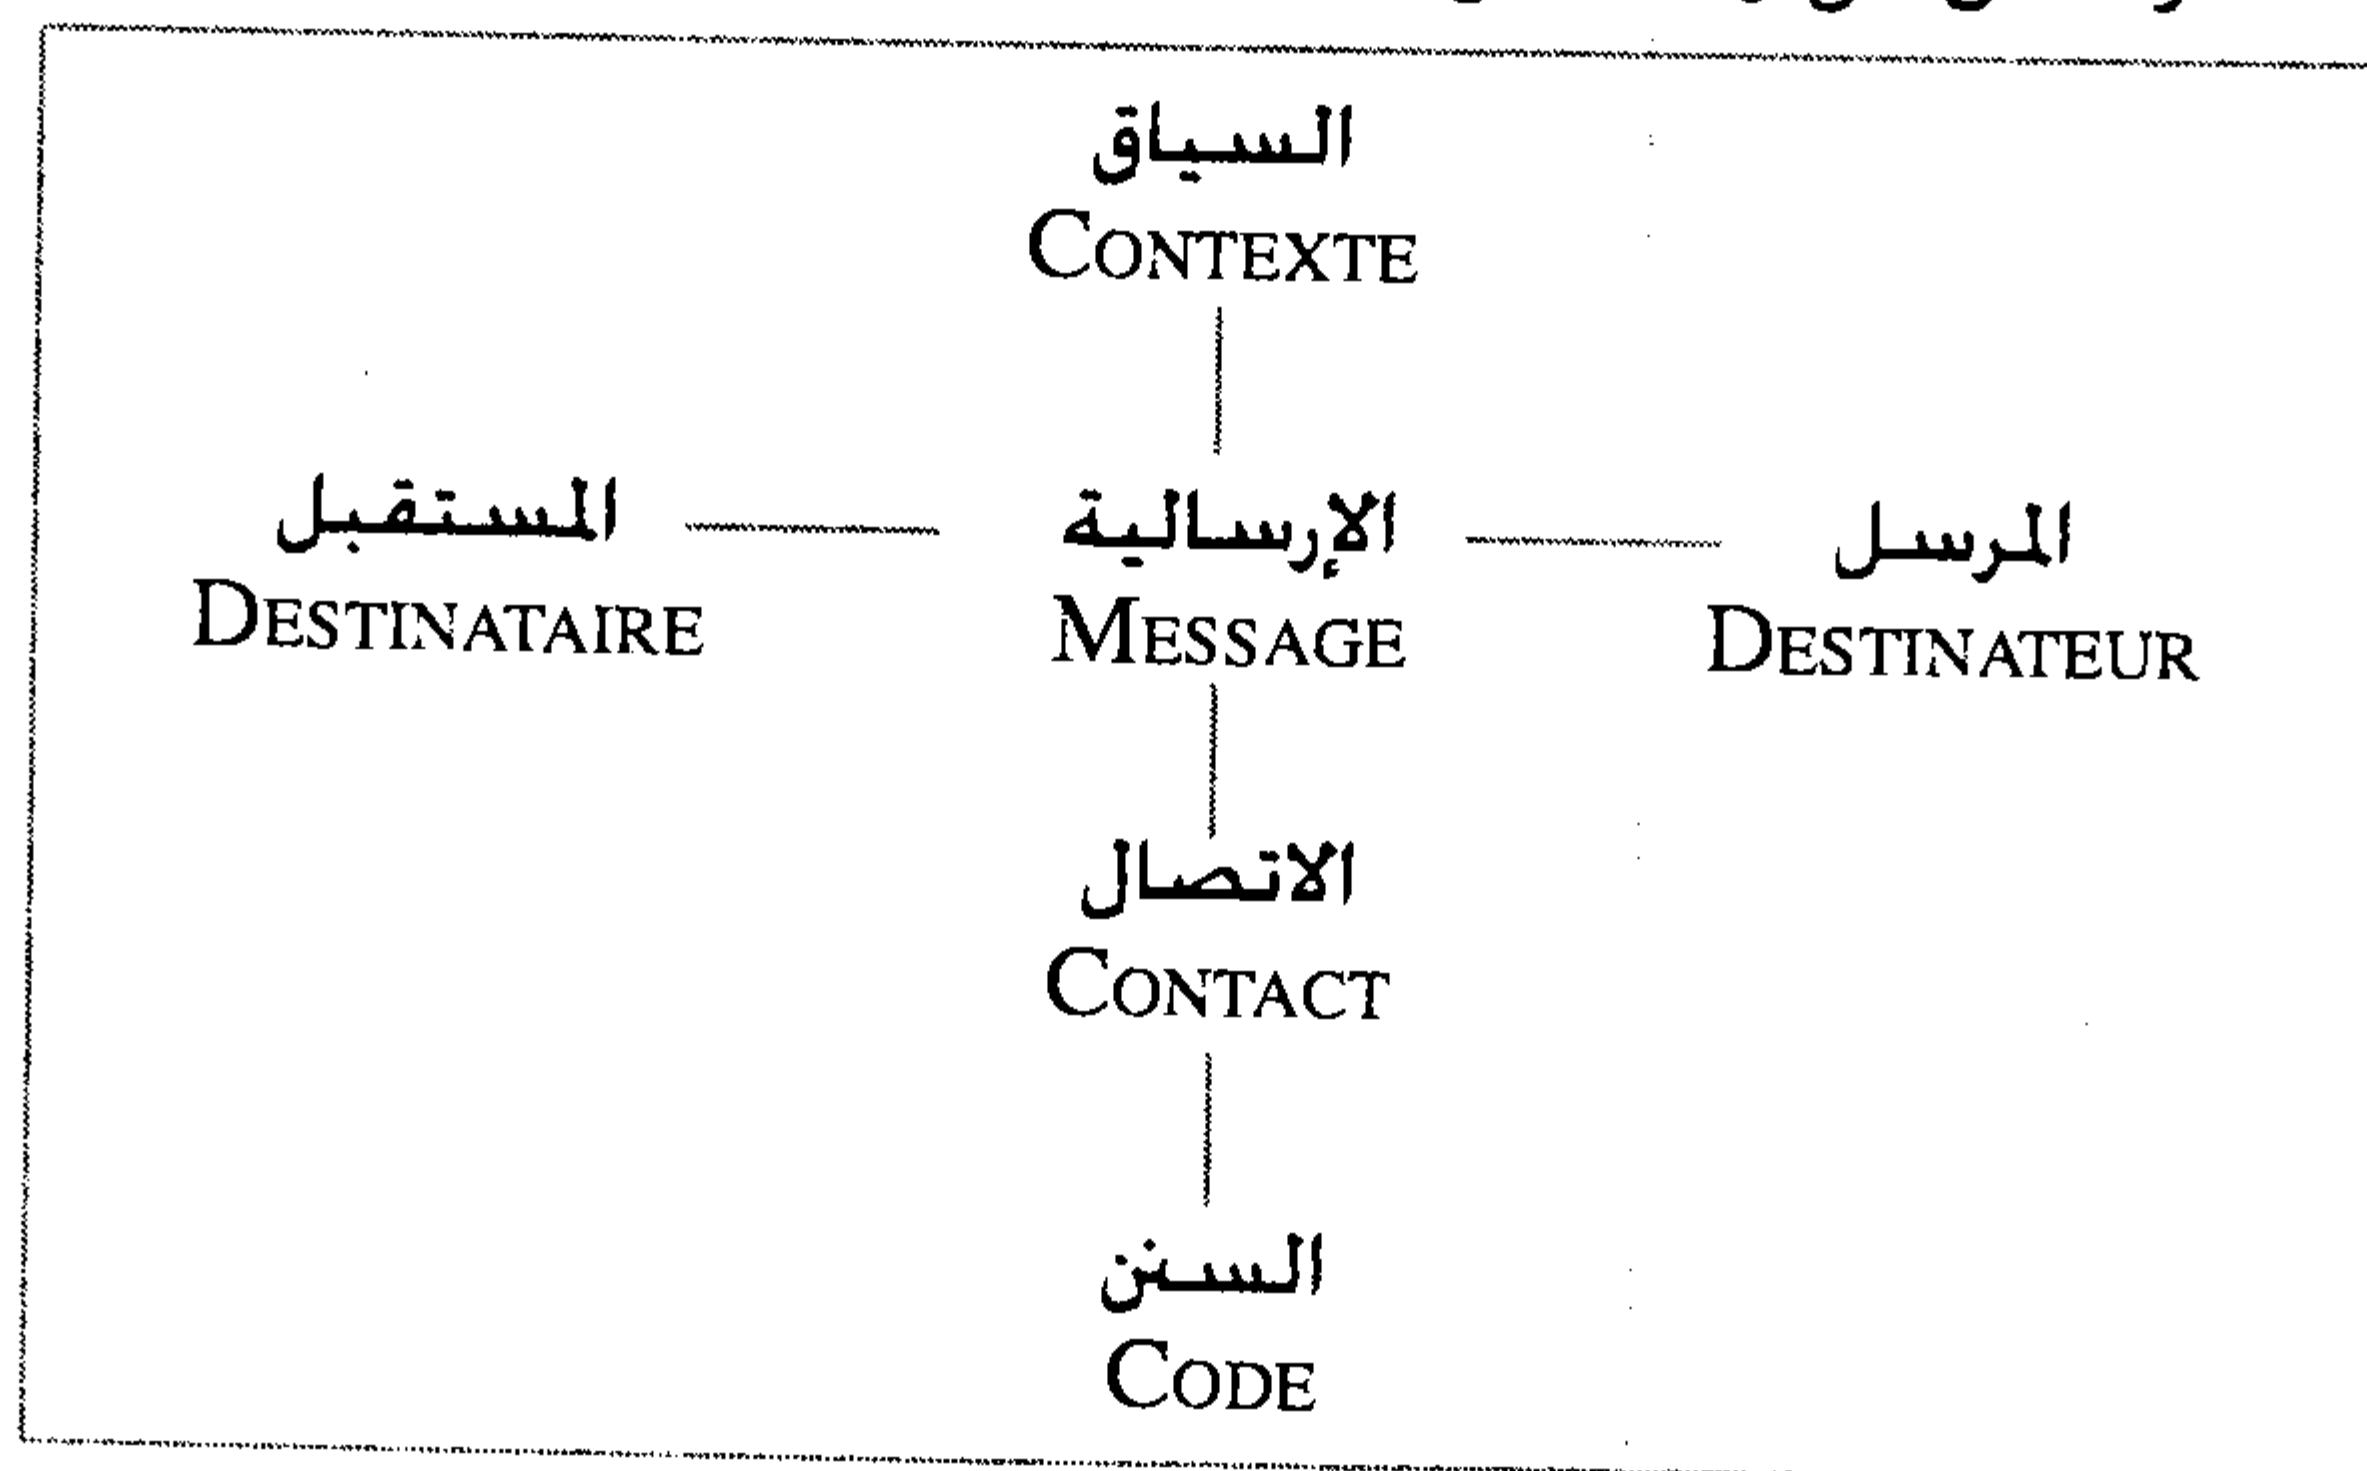 السياق
CONTEXTE
المرسل
الإرسالية
المستقبل
DESTINATEUR
MESSAGE
DESTINATAIRE
الاتصال
CONTACT
السنن
CODE